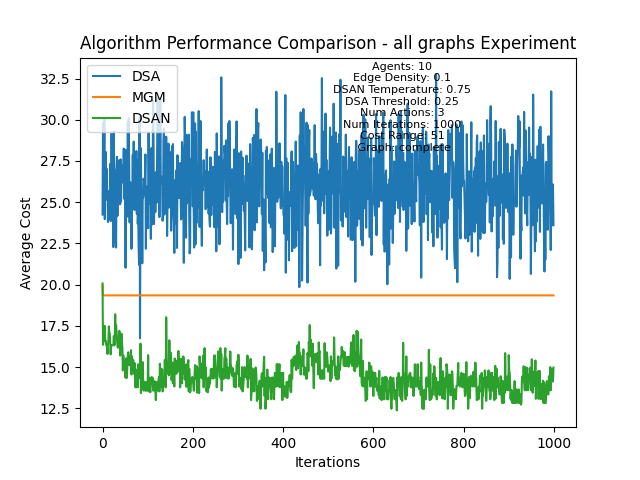 Algorithm Performance Comparison - all graphs Experiment
DSA
MGM
DSAN
Agents: 10
Edge Density: 0.1
DSAN Temperature: 0.75
DSA Threshold: 0.25
Num Actions: 3
Num Iterations: 1000
Cost Range: 51
Graph: complete
Average Cost
32.5
30.0
27.5
25.0
22.5
20.0
17.5
15.0
12.5
0 200 400 600 800 1000
Iterations